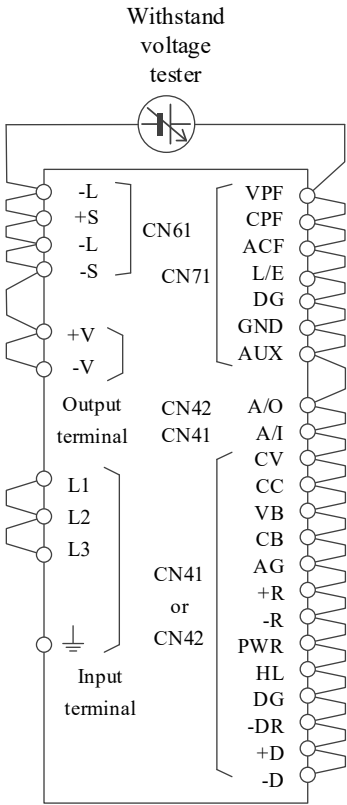 Withstand
voltage
tester
-L
+S
-L
-S
CN61
+V
-V
Output
terminal
L1
L2
L3
Input
terminal
VPF
CPF
ACF
L/E
DG
GND
AUX
CN71
CN42
A/O
CN41
A/I
CV
CC
VB
CB
AG
+R
-R
PWR
HL
DG
-DR
+D
-D
CN41
or
CN42